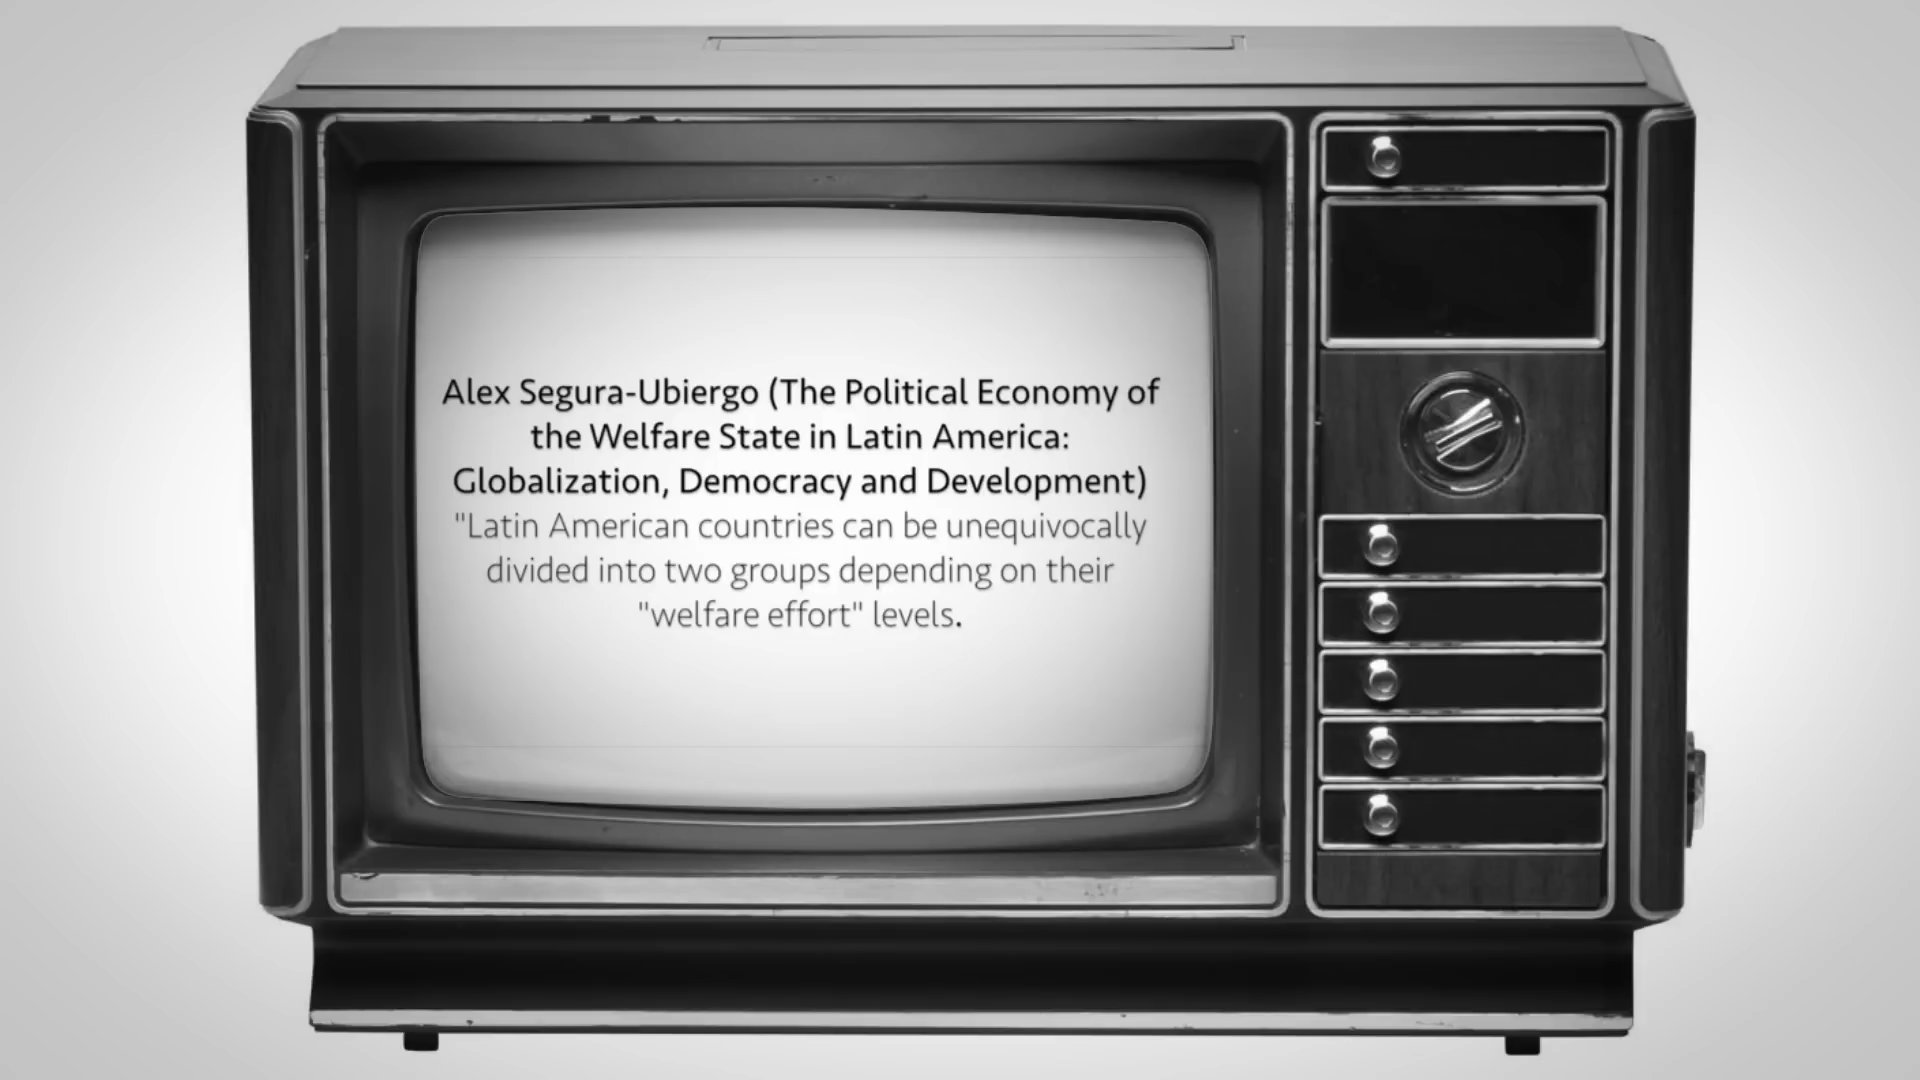 Alex Segura-Ubiergo (The Political Economy of
the Welfare State in Latin America:
Globalization, Democracy and Development)
"Latin American countries can be unequivocally
divided into two groups depending on their
"welfare effort" levels.